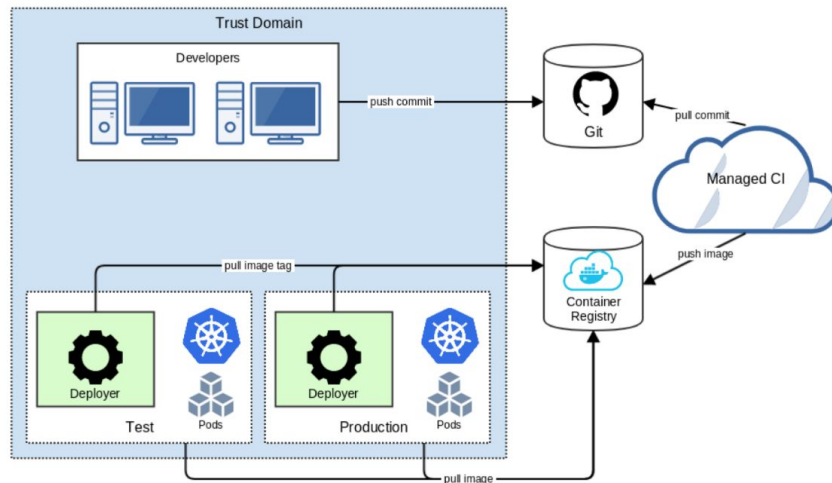 Trust Domain
Developers
push commit
Git
pull commit
Managed CI
push image
pull image tag
Container
Registry
Deployer
Pods
Test
Deployer
Pods
Production
pull image